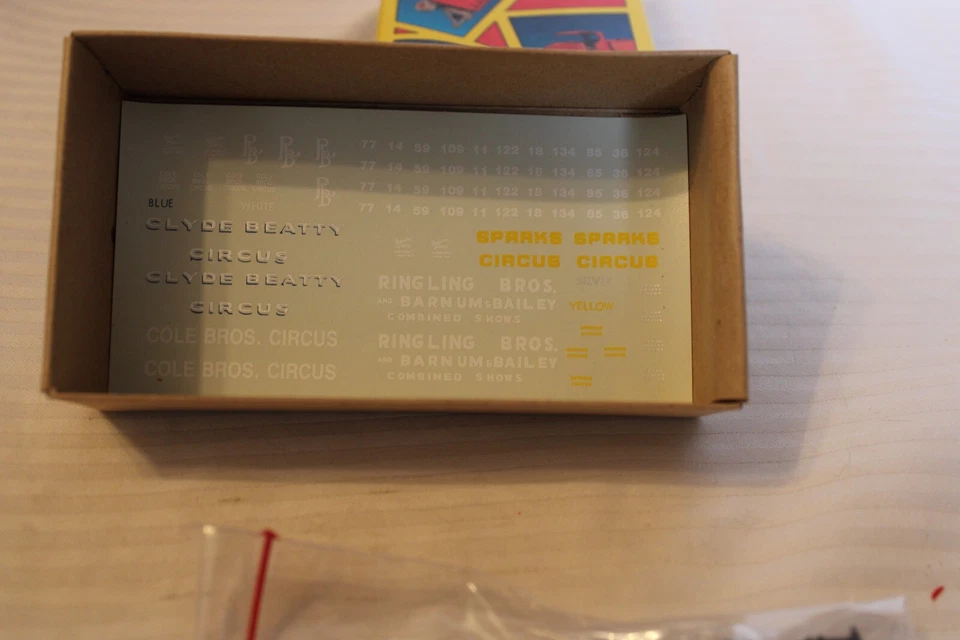 77 14 59 109 11 122 18 134 85 36 124
77 14 59 109 11 122 18 134 85 36 124
77 14 59 109 11 122 18 134 85 36 124
77 14 59 109 11 122 18 134 85 36 124
BLUE
WHITE
CLYDE BEATTY
CIRCUS
CLYDE BEATTY
CIRCUS
COLE BROS. CIRCUS
COLE BROS. CIRCUS
RINGLING BROS.
AND BARNUM & BAILEY
COMBINED SHOWS
RINGLING BROS.
AND BARNUM & BAILEY
COMBINED SHOWS
SPARKS SPARKS
CIRCUS CIRCUS
YELLOW